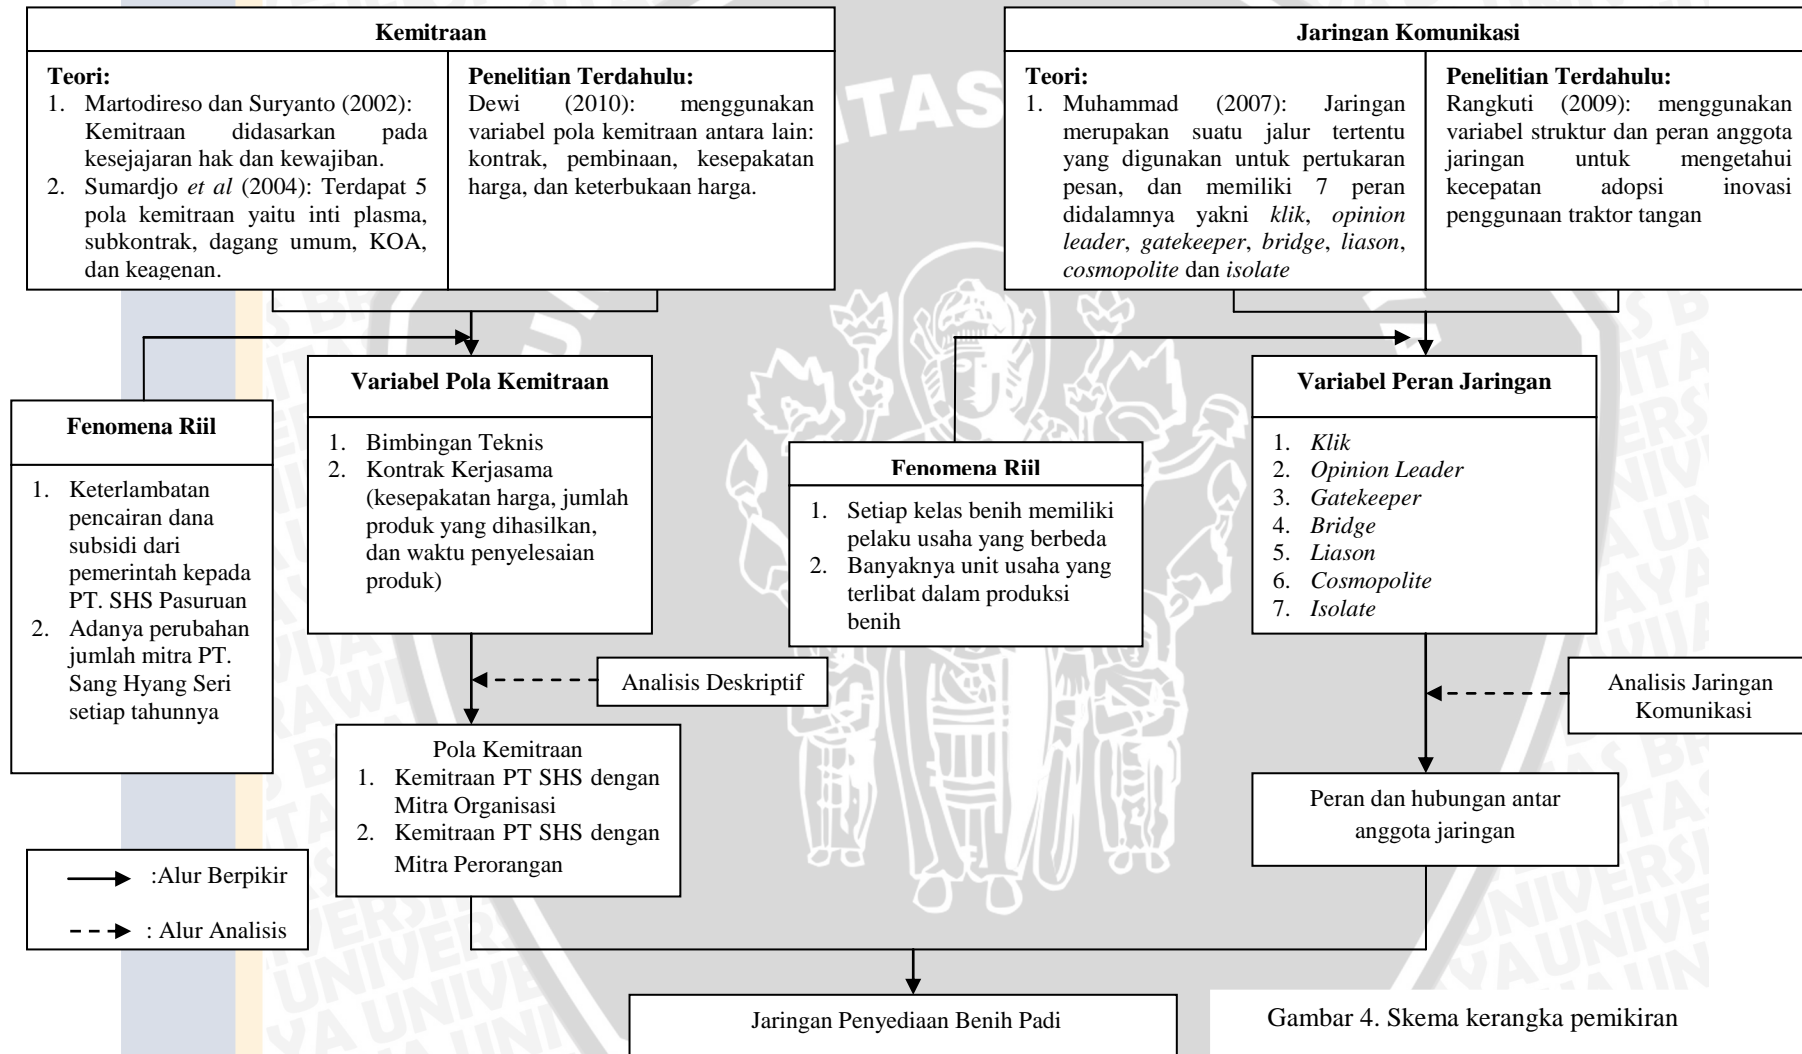 Kemitraan
Teori:
1. Martodireso dan Suryanto (2002):
Kemitraan didasarkan pada
kesejajaran hak dan kewajiban.
2. Sumardjo et al (2004): Terdapat 5
pola kemitraan yaitu inti plasma,
subkontrak, dagang umum, KOA,
dan keagenan.
Penelitian Terdahulu:
Dewi (2010): menggunakan
variabel pola kemitraan antara lain:
kontrak, pembinaan, kesepakatan
harga, dan keterbukaan harga.
Jaringan Komunikasi
Teori:
1. Muhammad (2007): Jaringan
merupakan suatu jalur tertentu
yang digunakan untuk pertukaran
pesan, dan memiliki 7 peran
didalamnya yakni klik, opinion
leader, gatekeeper, bridge, liason,
cosmopolite dan isolate
Penelitian Terdahulu:
Rangkuti (2009): menggunakan
variabel struktur dan peran anggota
jaringan untuk mengetahui
kecepatan adopsi inovasi
penggunaan traktor tangan
Fenomena Riil
1. Keterlambatan
pencairan dana
subsidi dari
pemerintah kepada
PT. SHS Pasuruan
2. Adanya perubahan
jumlah mitra PT.
Sang Hyang Seri
setiap tahunnya
Variabel Pola Kemitraan
1. Bimbingan Teknis
2. Kontrak Kerjasama
(kesepakatan harga, jumlah
produk yang dihasilkan,
dan waktu penyelesaian
produk)
Fenomena Riil
1. Setiap kelas benih memiliki
pelaku usaha yang berbeda
2. Banyaknya unit usaha yang
terlibat dalam produksi
benih
Variabel Peran Jaringan
1. Klik
2. Opinion Leader
3. Gatekeeper
4. Bridge
5. Liason
6. Cosmopolite
7. Isolate
Analisis Deskriptif
Analisis Jaringan
Komunikasi
Pola Kemitraan
1. Kemitraan PT SHS dengan
Mitra Organisasi
2. Kemitraan PT SHS dengan
Mitra Perorangan
Peran dan hubungan antar
anggota jaringan
:Alur Berpikir
: Alur Analisis
Jaringan Penyediaan Benih Padi
Gambar 4. Skema kerangka pemikiran